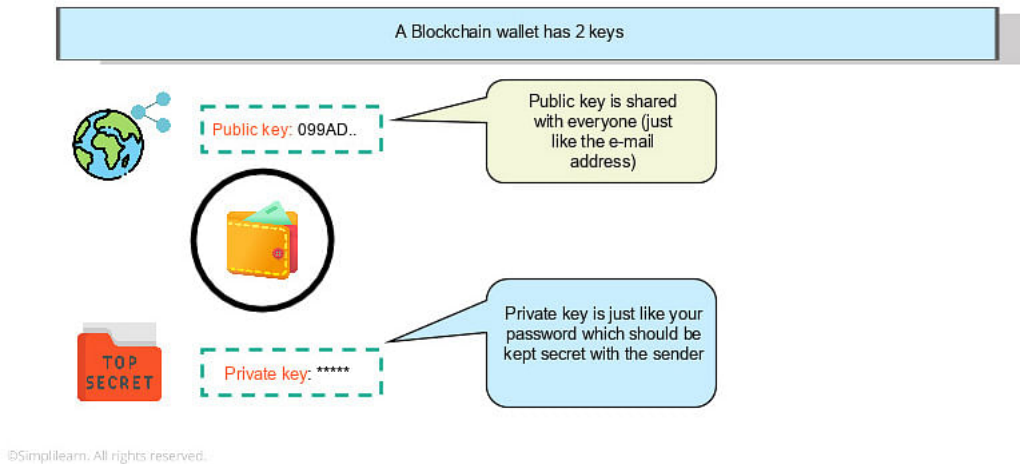 A Blockchain wallet has 2 keys
Public key: 099AD..
Public key is shared
with everyone (just
like the e-mail
address)
Private key is just like your
password which should be
kept secret with the sender
TOP
SECRET
Private key: *****
©Simplilearn. All rights reserved.